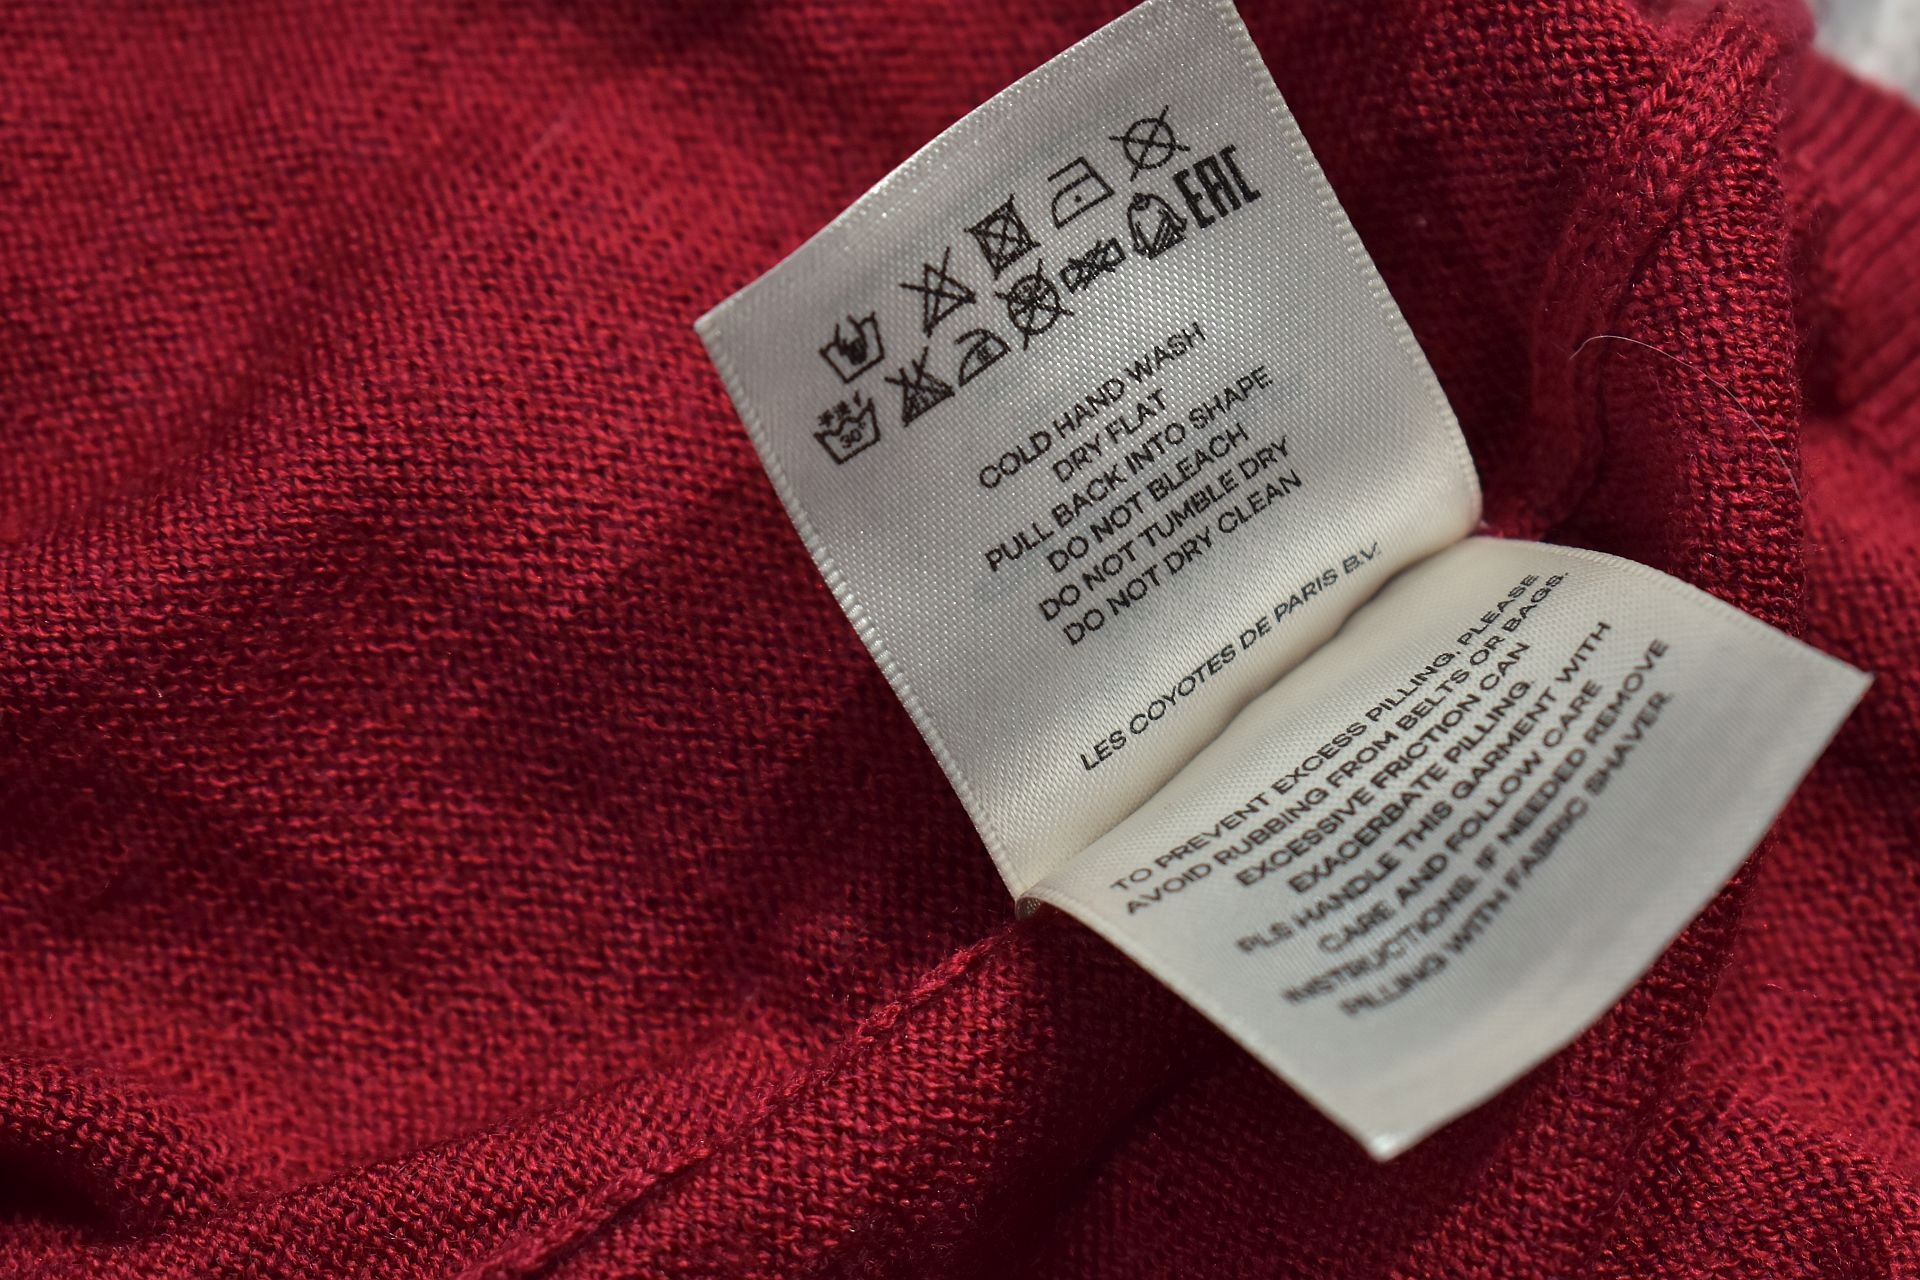 EAC
30°
COLD HAND WASH
DRY FLAT
PULL BACK INTO SHAPE
DO NOT BLEACH
DO NOT TUMBLE DRY
DO NOT DRY CLEAN
LES COYOTES DE PARIS B.V.
TO PREVENT EXCESS PILLING, PLEASE
AVOID RUBBING FROM BELTS OR BAGS.
EXCESSIVE FRICTION CAN
EXACERBATE PILLING.
PLS HANDLE THIS GARMENT WITH
CARE AND FOLLOW CARE
INSTRUCTIONS. IF NEEDED REMOVE
PILLING WITH FABRIC SHAVER.